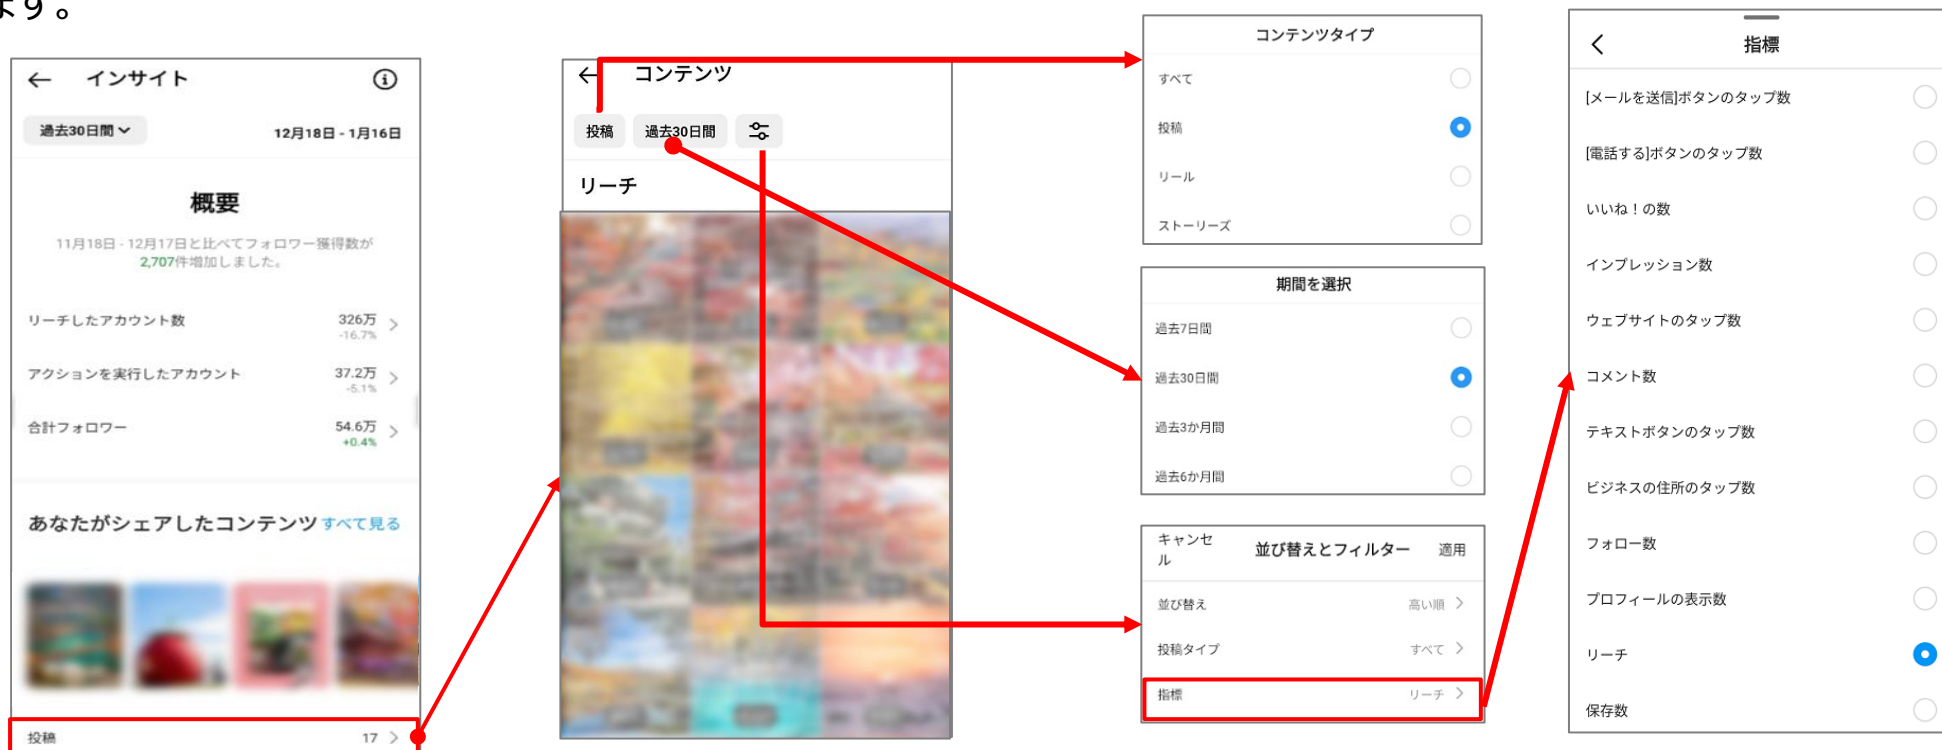 ます。
インサイト
過去30日間
12月18日 - 1月16日
概要
11月18日 - 12月17日と比べてフォロワー獲得数が
2,707件増加しました。
リーチしたアカウント数
326万
-16.7%
アクションを実行したアカウント
37.2万
-5.1%
合計フォロワー
54.6万
+0.4%
あなたがシェアしたコンテンツ すべて見る
投稿
17
コンテンツ
投稿 過去30日間
リーチ
コンテンツタイプ
すべて
投稿
リール
ストーリーズ
期間を選択
過去7日間
過去30日間
過去3か月間
過去6か月間
キャンセ
ル
並び替えとフィルター
適用
並び替え
高い順
投稿タイプ
すべて
指標
リーチ
指標
[メールを送信]ボタンのタップ数
[電話する]ボタンのタップ数
いいね！の数
インプレッション数
ウェブサイトのタップ数
コメント数
テキストボタンのタップ数
ビジネスの住所のタップ数
フォロー数
プロフィールの表示数
リーチ
保存数